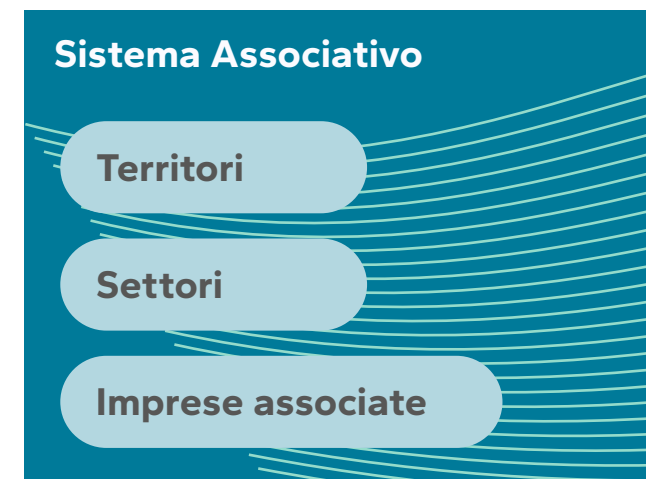 Sistema Associativo
Territori
Settori
Imprese associate